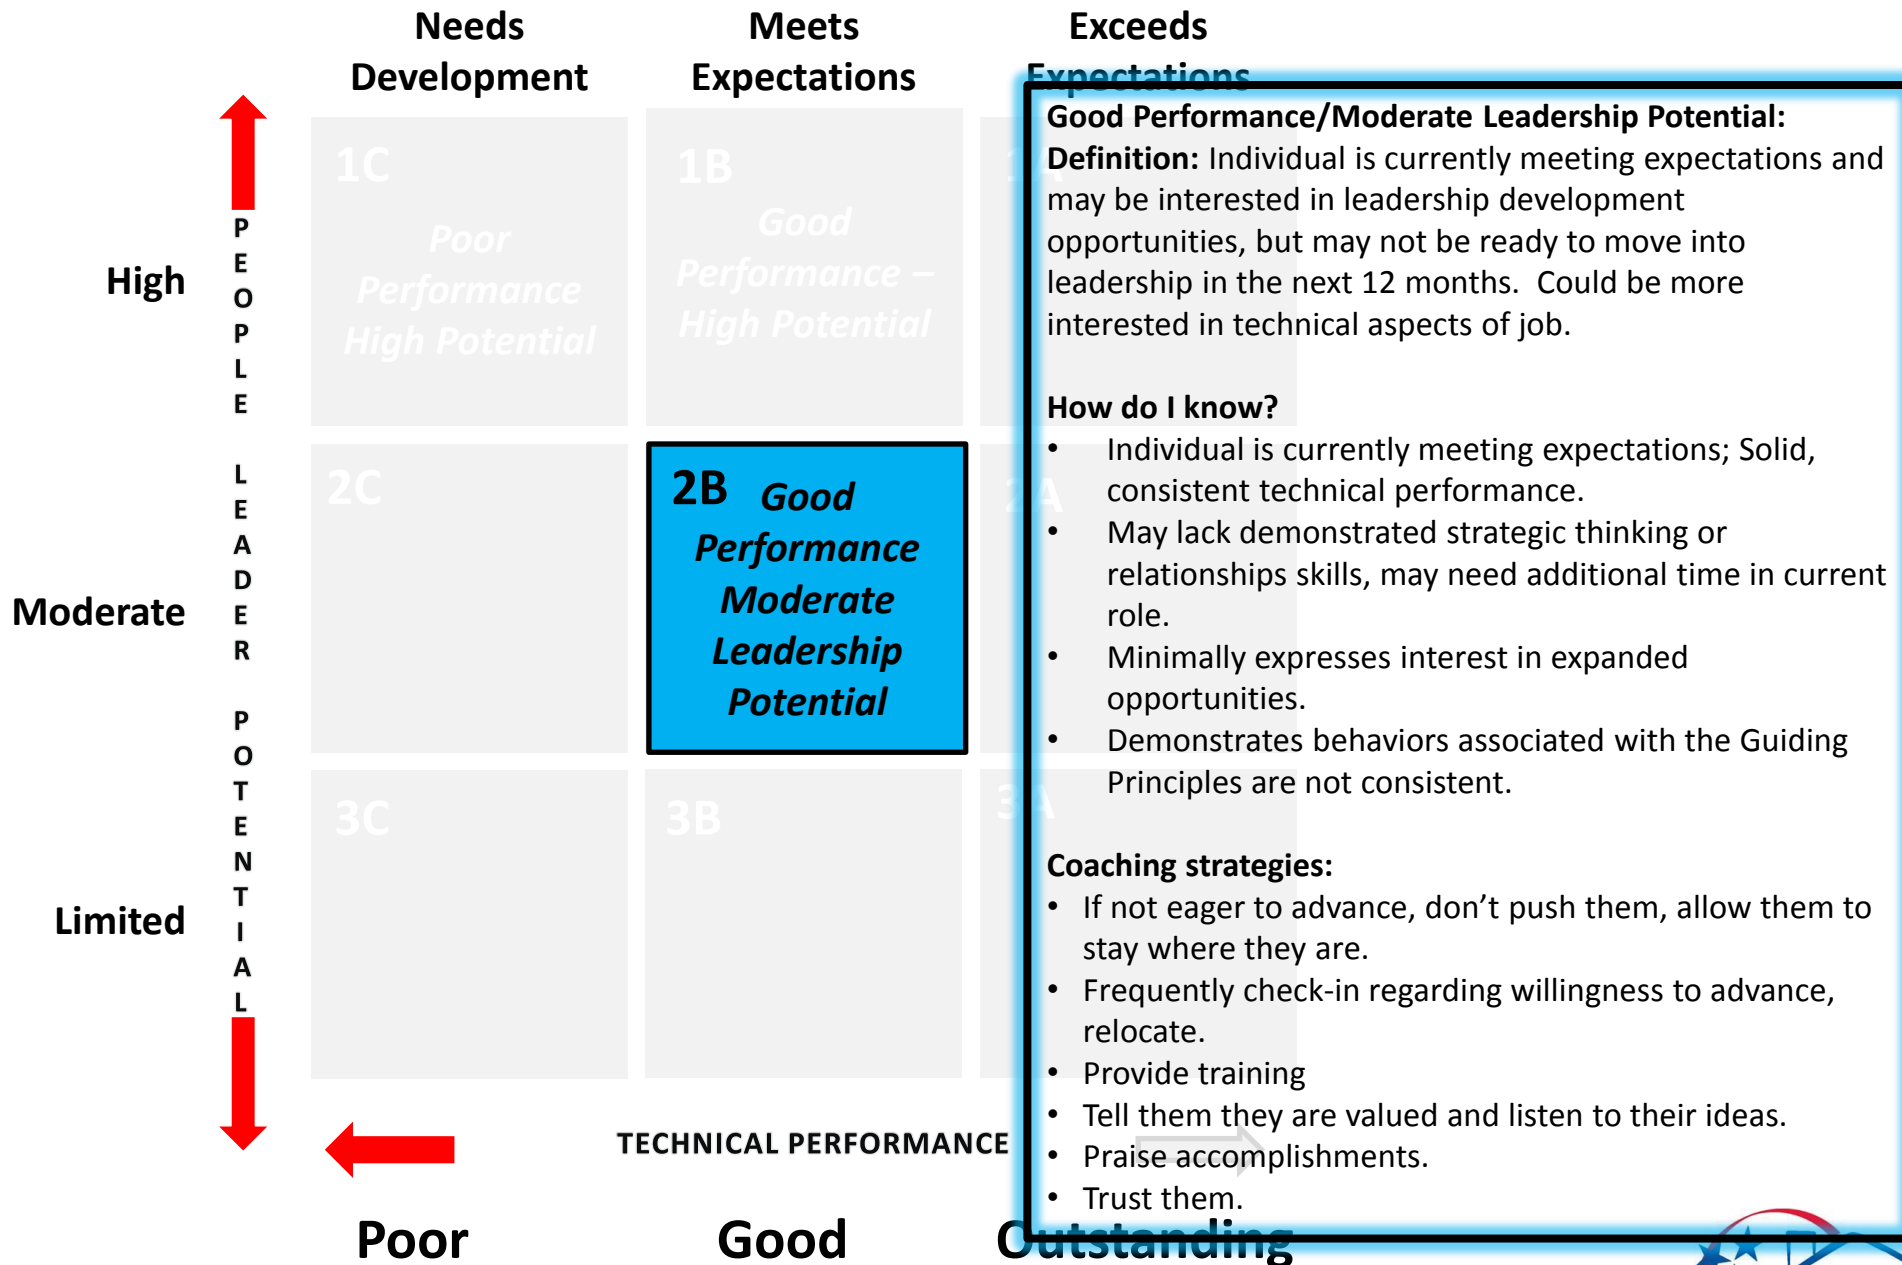 Needs
Development
Meets
Expectations
Exceeds
Expectations
High
Moderate
Limited
PEOPLE LEADER POTENTIAL
1C
Poor
Performance
High Potential
1B
Good
Performance –
High Potential
1A
2C
2B Good
Performance
Moderate
Leadership
Potential
2A
3C
3B
3A
Good Performance/Moderate Leadership Potential:
Definition: Individual is currently meeting expectations and
may be interested in leadership development
opportunities, but may not be ready to move into
leadership in the next 12 months.  Could be more
interested in technical aspects of job.
How do I know?
• Individual is currently meeting expectations; Solid,
consistent technical performance.
• May lack demonstrated strategic thinking or
relationships skills, may need additional time in current
role.
• Minimally expresses interest in expanded
opportunities.
• Demonstrates behaviors associated with the Guiding
Principles are not consistent.
Coaching strategies:
• If not eager to advance, don’t push them, allow them to
stay where they are.
• Frequently check-in regarding willingness to advance,
relocate.
• Provide training
• Tell them they are valued and listen to their ideas.
• Praise accomplishments.
• Trust them.
TECHNICAL PERFORMANCE
Poor
Good
Outstanding